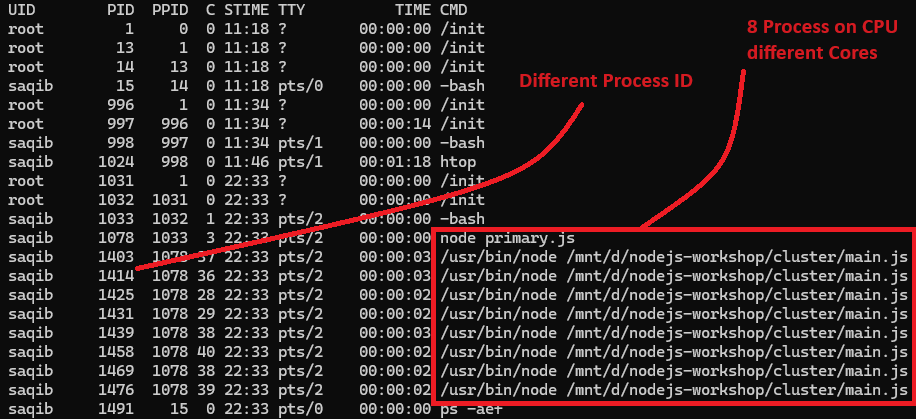 UID PID PPID C STIME TTY TIME CMD
root 1 0 0 11:18 ? 00:00:00 /init
root 13 1 0 11:18 ? 00:00:00 /init
root 14 13 0 11:18 ? 00:00:00 /init
saqib 15 14 0 11:18 pts/0 00:00:00 -bash
root 996 1 0 11:34 ? 00:00:00 /init
root 997 996 0 11:34 ? 00:00:14 /init
saqib 998 997 0 11:34 pts/1 00:00:00 -bash
saqib 1024 998 0 11:46 pts/1 00:01:18 htop
root 1031 1 0 22:33 ? 00:00:00 /init
root 1032 1031 0 22:33 ? 00:00:00 /init
saqib 1033 1032 1 22:33 pts/2 00:00:00 -bash
saqib 1078 1033 3 22:33 pts/2 00:00:00 node primary.js
saqib 1403 1078 37 22:33 pts/2 00:00:03 /usr/bin/node /mnt/d/nodejs-workshop/cluster/main.js
saqib 1414 1078 36 22:33 pts/2 00:00:03 /usr/bin/node /mnt/d/nodejs-workshop/cluster/main.js
saqib 1425 1078 28 22:33 pts/2 00:00:02 /usr/bin/node /mnt/d/nodejs-workshop/cluster/main.js
saqib 1431 1078 29 22:33 pts/2 00:00:02 /usr/bin/node /mnt/d/nodejs-workshop/cluster/main.js
saqib 1439 1078 38 22:33 pts/2 00:00:03 /usr/bin/node /mnt/d/nodejs-workshop/cluster/main.js
saqib 1458 1078 40 22:33 pts/2 00:00:02 /usr/bin/node /mnt/d/nodejs-workshop/cluster/main.js
saqib 1469 1078 38 22:33 pts/2 00:00:02 /usr/bin/node /mnt/d/nodejs-workshop/cluster/main.js
saqib 1476 1078 39 22:33 pts/2 00:00:02 /usr/bin/node /mnt/d/nodejs-workshop/cluster/main.js
saqib 1491 15 0 22:33 pts/0 00:00:00 ps -aef
8 Process on CPU
different Cores
Different Process ID